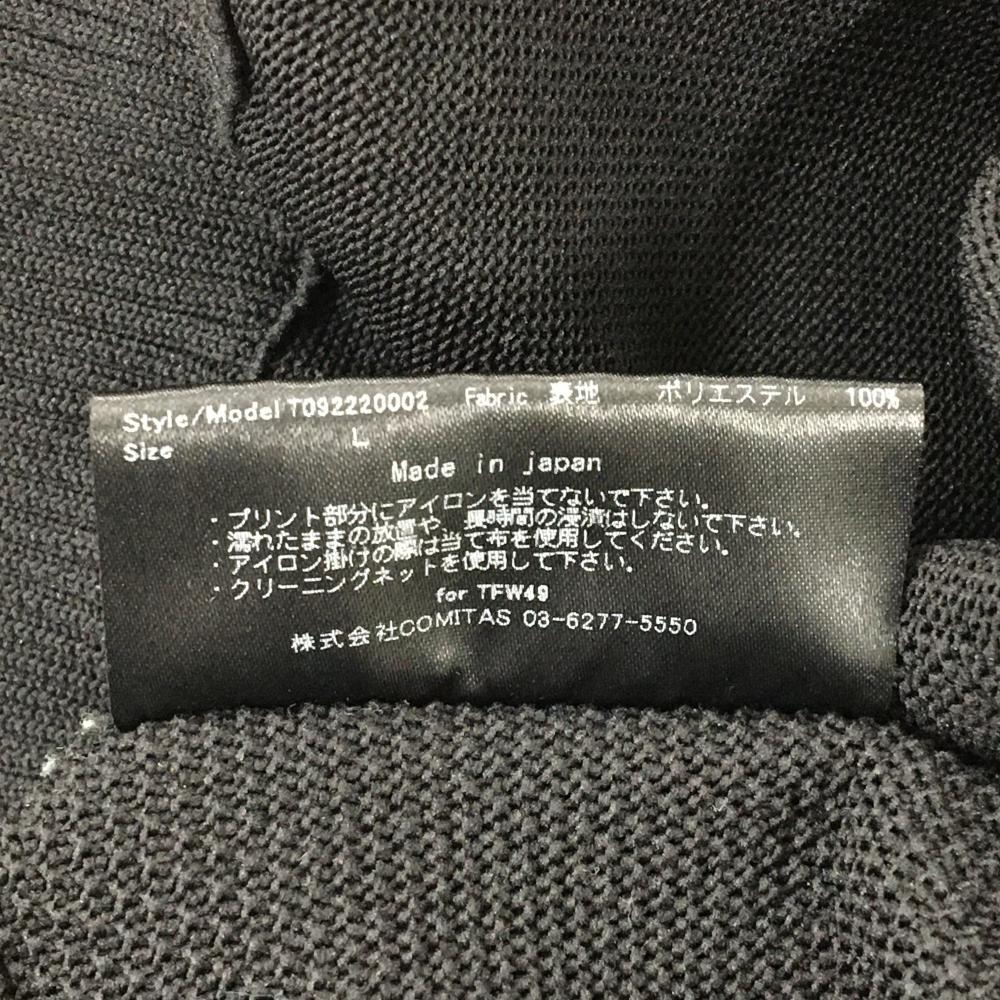 Style/Model T092220002 Fabric 表地 ポリエステル 100%
Size L
Made in japan
・プリント部分にアイロンを当てないで下さい。
・濡れたままの放置や、長時間の浸漬はしないで下さい。
・アイロン掛けの際は当て布を使用してください。
・クリーニングネットを使用して下さい。
for TFW49
株式会社COMITAS 03-6277-5550